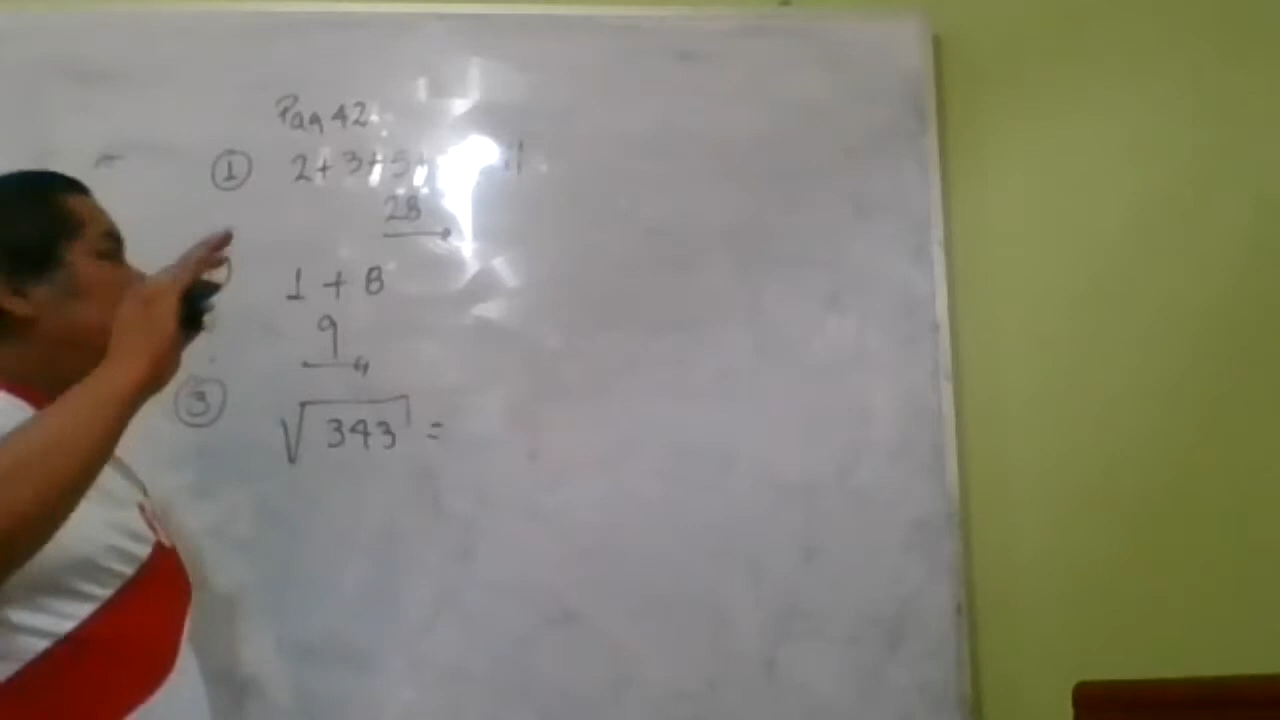 Pag 42
① 2+3+5+
28
1 + 8
9
③ √343 =